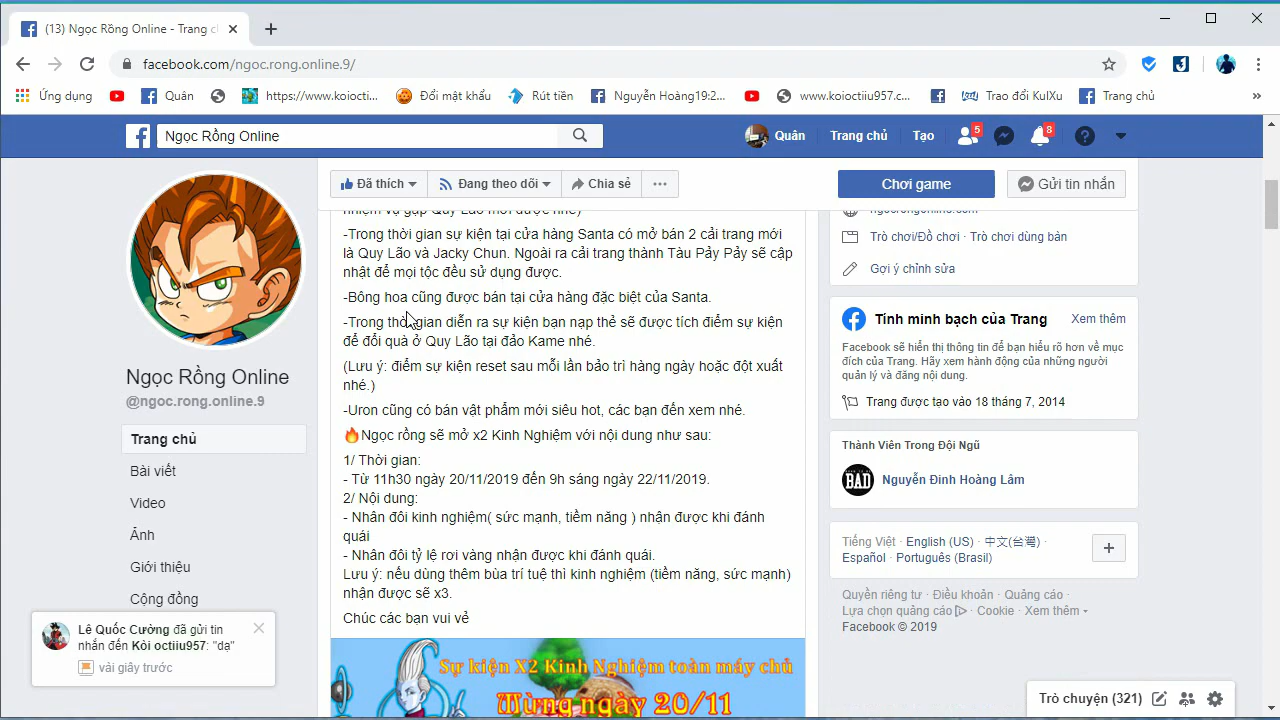 (13) Ngọc Rồng Online - Trang c
facebook.com/ngoc.rong.online.9/
Ứng dụng
Quân
https://www.koiocti...
Đổi mật khẩu
Rút tiền
Nguyễn Hoàng19:2...
www.koioctiiu957.c...
Trao đổi KuIXu
Trang chủ
»
Ngọc Rồng Online
Quân
Trang chủ
Tạo
5
8
Đã thích
Đang theo dõi
Chia sẻ
Chơi game
Gửi tin nhắn
nhiệm vụ gặp Quy Lão mới được nhé)
-Trong thời gian sự kiện tại cửa hàng Santa có mở bán 2 cải trang mới
là Quy Lão và Jacky Chun. Ngoài ra cải trang thành Tàu Pảy Pảy sẽ cập
nhật để mọi tộc đều sử dụng được.
-Bông hoa cũng được bán tại cửa hàng đặc biệt của Santa.
-Trong thời gian diễn ra sự kiện bạn nạp thẻ sẽ được tích điểm sự kiện
để đổi quà ở Quy Lão tại đảo Kame nhé.
(Lưu ý: điểm sự kiện reset sau mỗi lần bảo trì hàng ngày hoặc đột xuất
nhé.)
-Uron cũng có bán vật phẩm mới siêu hot, các bạn đến xem nhé.
🔥Ngọc rồng sẽ mở x2 Kinh Nghiệm với nội dung như sau:
1/ Thời gian:
- Từ 11h30 ngày 20/11/2019 đến 9h sáng ngày 22/11/2019.
2/ Nội dung:
- Nhân đôi kinh nghiệm( sức mạnh, tiềm năng ) nhận được khi đánh
quái
- Nhân đôi tỷ lệ rơi vàng nhận được khi đánh quái.
Lưu ý: nếu dùng thêm bùa trí tuệ thì kinh nghiệm (tiềm năng, sức mạnh)
nhận được sẽ x3.
Chúc các bạn vui vẻ
Sự kiện X2 Kinh Nghiệm toàn máy chủ
Mừng ngày 20/11
Ngọc Rồng Online
@ngoc.rong.online.9
Trang chủ
Bài viết
Video
Ảnh
Giới thiệu
Cộng đồng
Lê Quốc Cường đã gửi tin
nhắn đến Kòi octiiu957: "dạ"
vài giây trước
ngocrongonline.com
Trò chơi/Đồ chơi · Trò chơi dùng bàn
Gợi ý chỉnh sửa
Tính minh bạch của Trang
Xem thêm
Facebook sẽ hiển thị thông tin để bạn hiểu rõ hơn về mục
đích của Trang. Hãy xem hành động của những người
quản lý và đăng nội dung.
Trang được tạo vào 18 tháng 7, 2014
Thành Viên Trong Đội Ngũ
BAD
Nguyễn Đình Hoàng Lâm
Tiếng Việt · English (US) · 中文(台灣) ·
Español · Português (Brasil)
Quyền riêng tư · Điều khoản · Quảng cáo ·
Lựa chọn quảng cáo · Cookie · Xem thêm
Facebook © 2019
Trò chuyện (321)